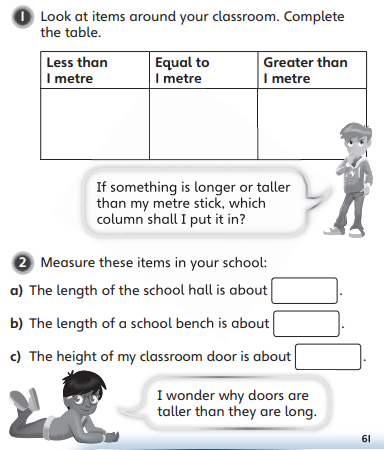 1 Look at items around your classroom. Complete
the table.
Less than
1 metre
Equal to
1 metre
Greater than
1 metre
If something is longer or taller
than my metre stick, which
column shall I put it in?
2 Measure these items in your school:
a) The length of the school hall is about .
b) The length of a school bench is about .
c) The height of my classroom door is about .
I wonder why doors are
taller than they are long.
61